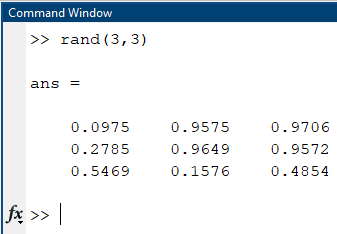 Command Window
>> rand(3,3)
ans =
0.0975 0.9575 0.9706
0.2785 0.9649 0.9572
0.5469 0.1576 0.4854
fx >>